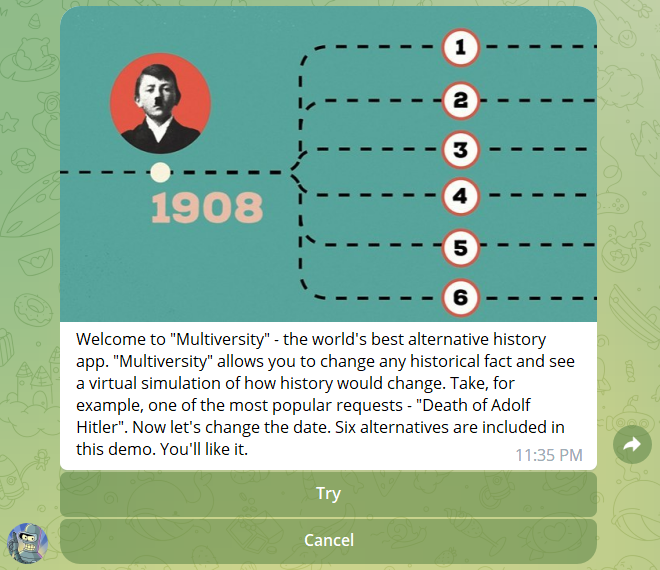 1
2
3
1908
4
5
6
Welcome to "Multiversity" - the world's best alternative history
app. "Multiversity" allows you to change any historical fact and see
a virtual simulation of how history would change. Take, for
example, one of the most popular requests - "Death of Adolf
Hitler". Now let's change the date. Six alternatives are included in
this demo. You'll like it.
11:35 PM
Try
Cancel